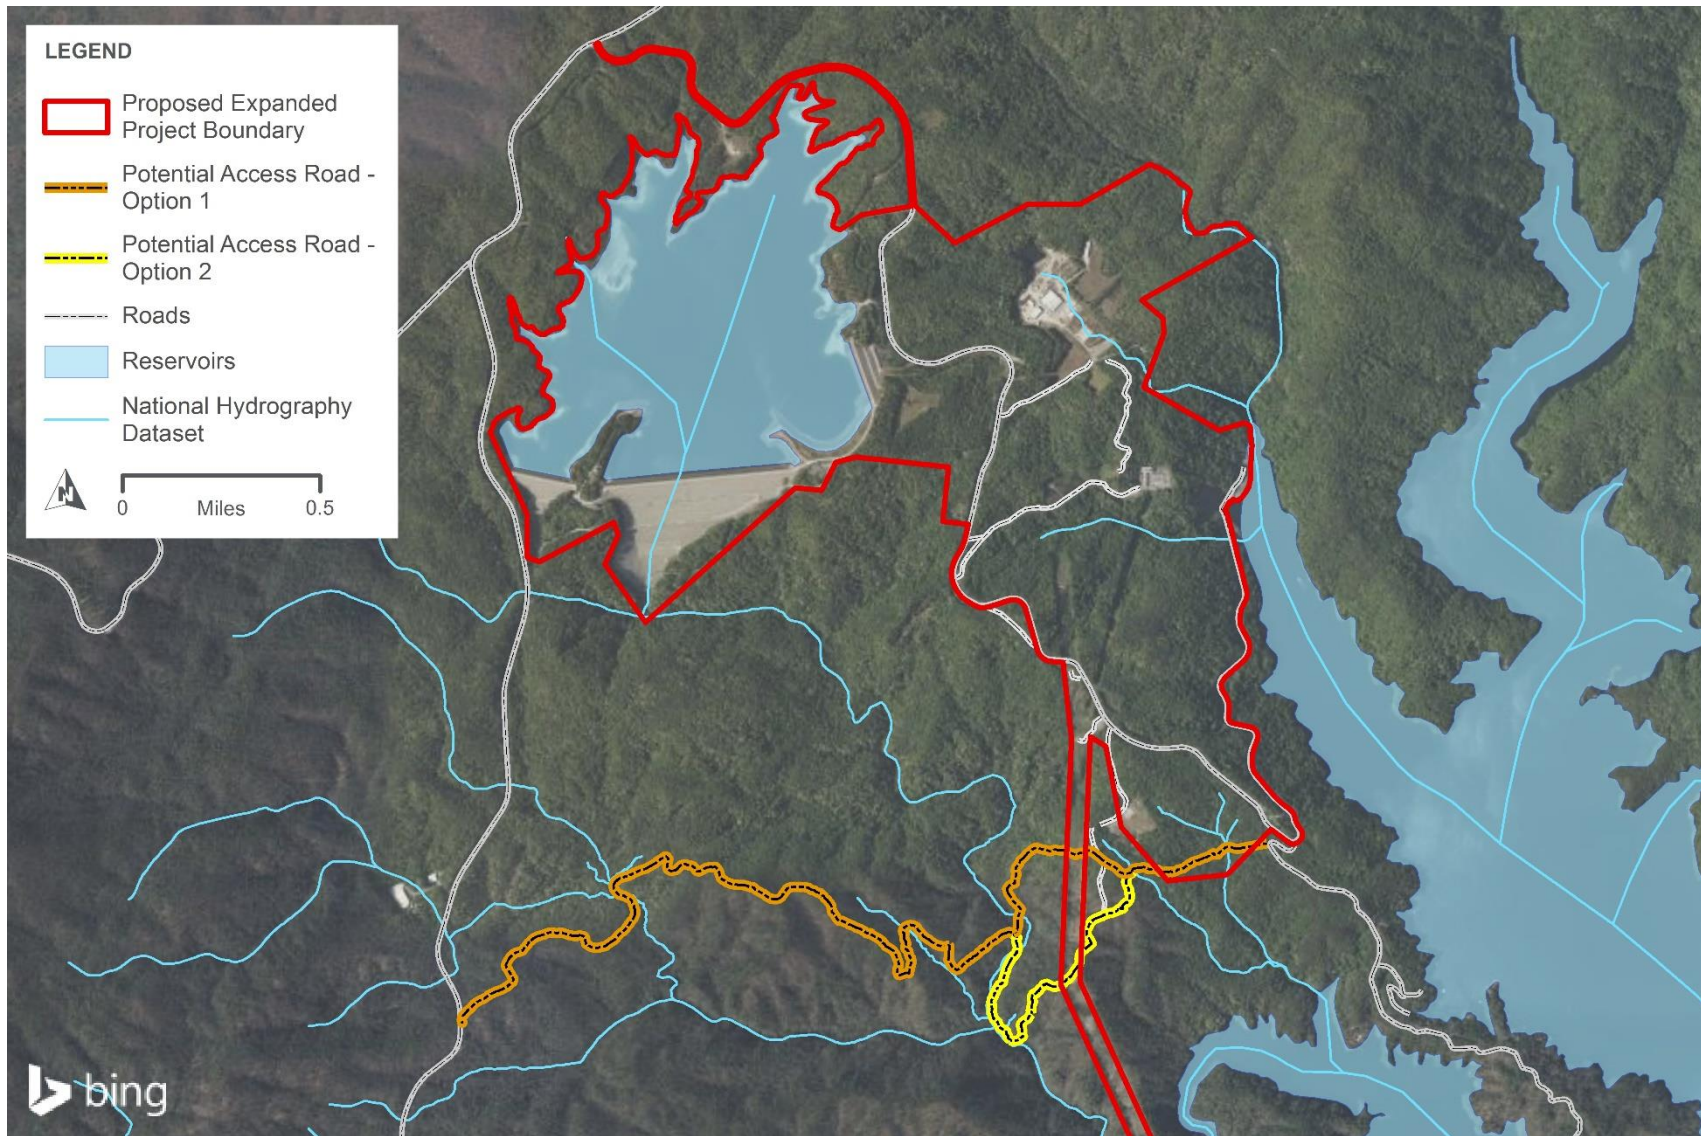 LEGEND
Proposed Expanded
Project Boundary
Potential Access Road -
Option 1
Potential Access Road -
Option 2
Roads
Reservoirs
National Hydrography
Dataset
N
0 Miles 0.5
bing